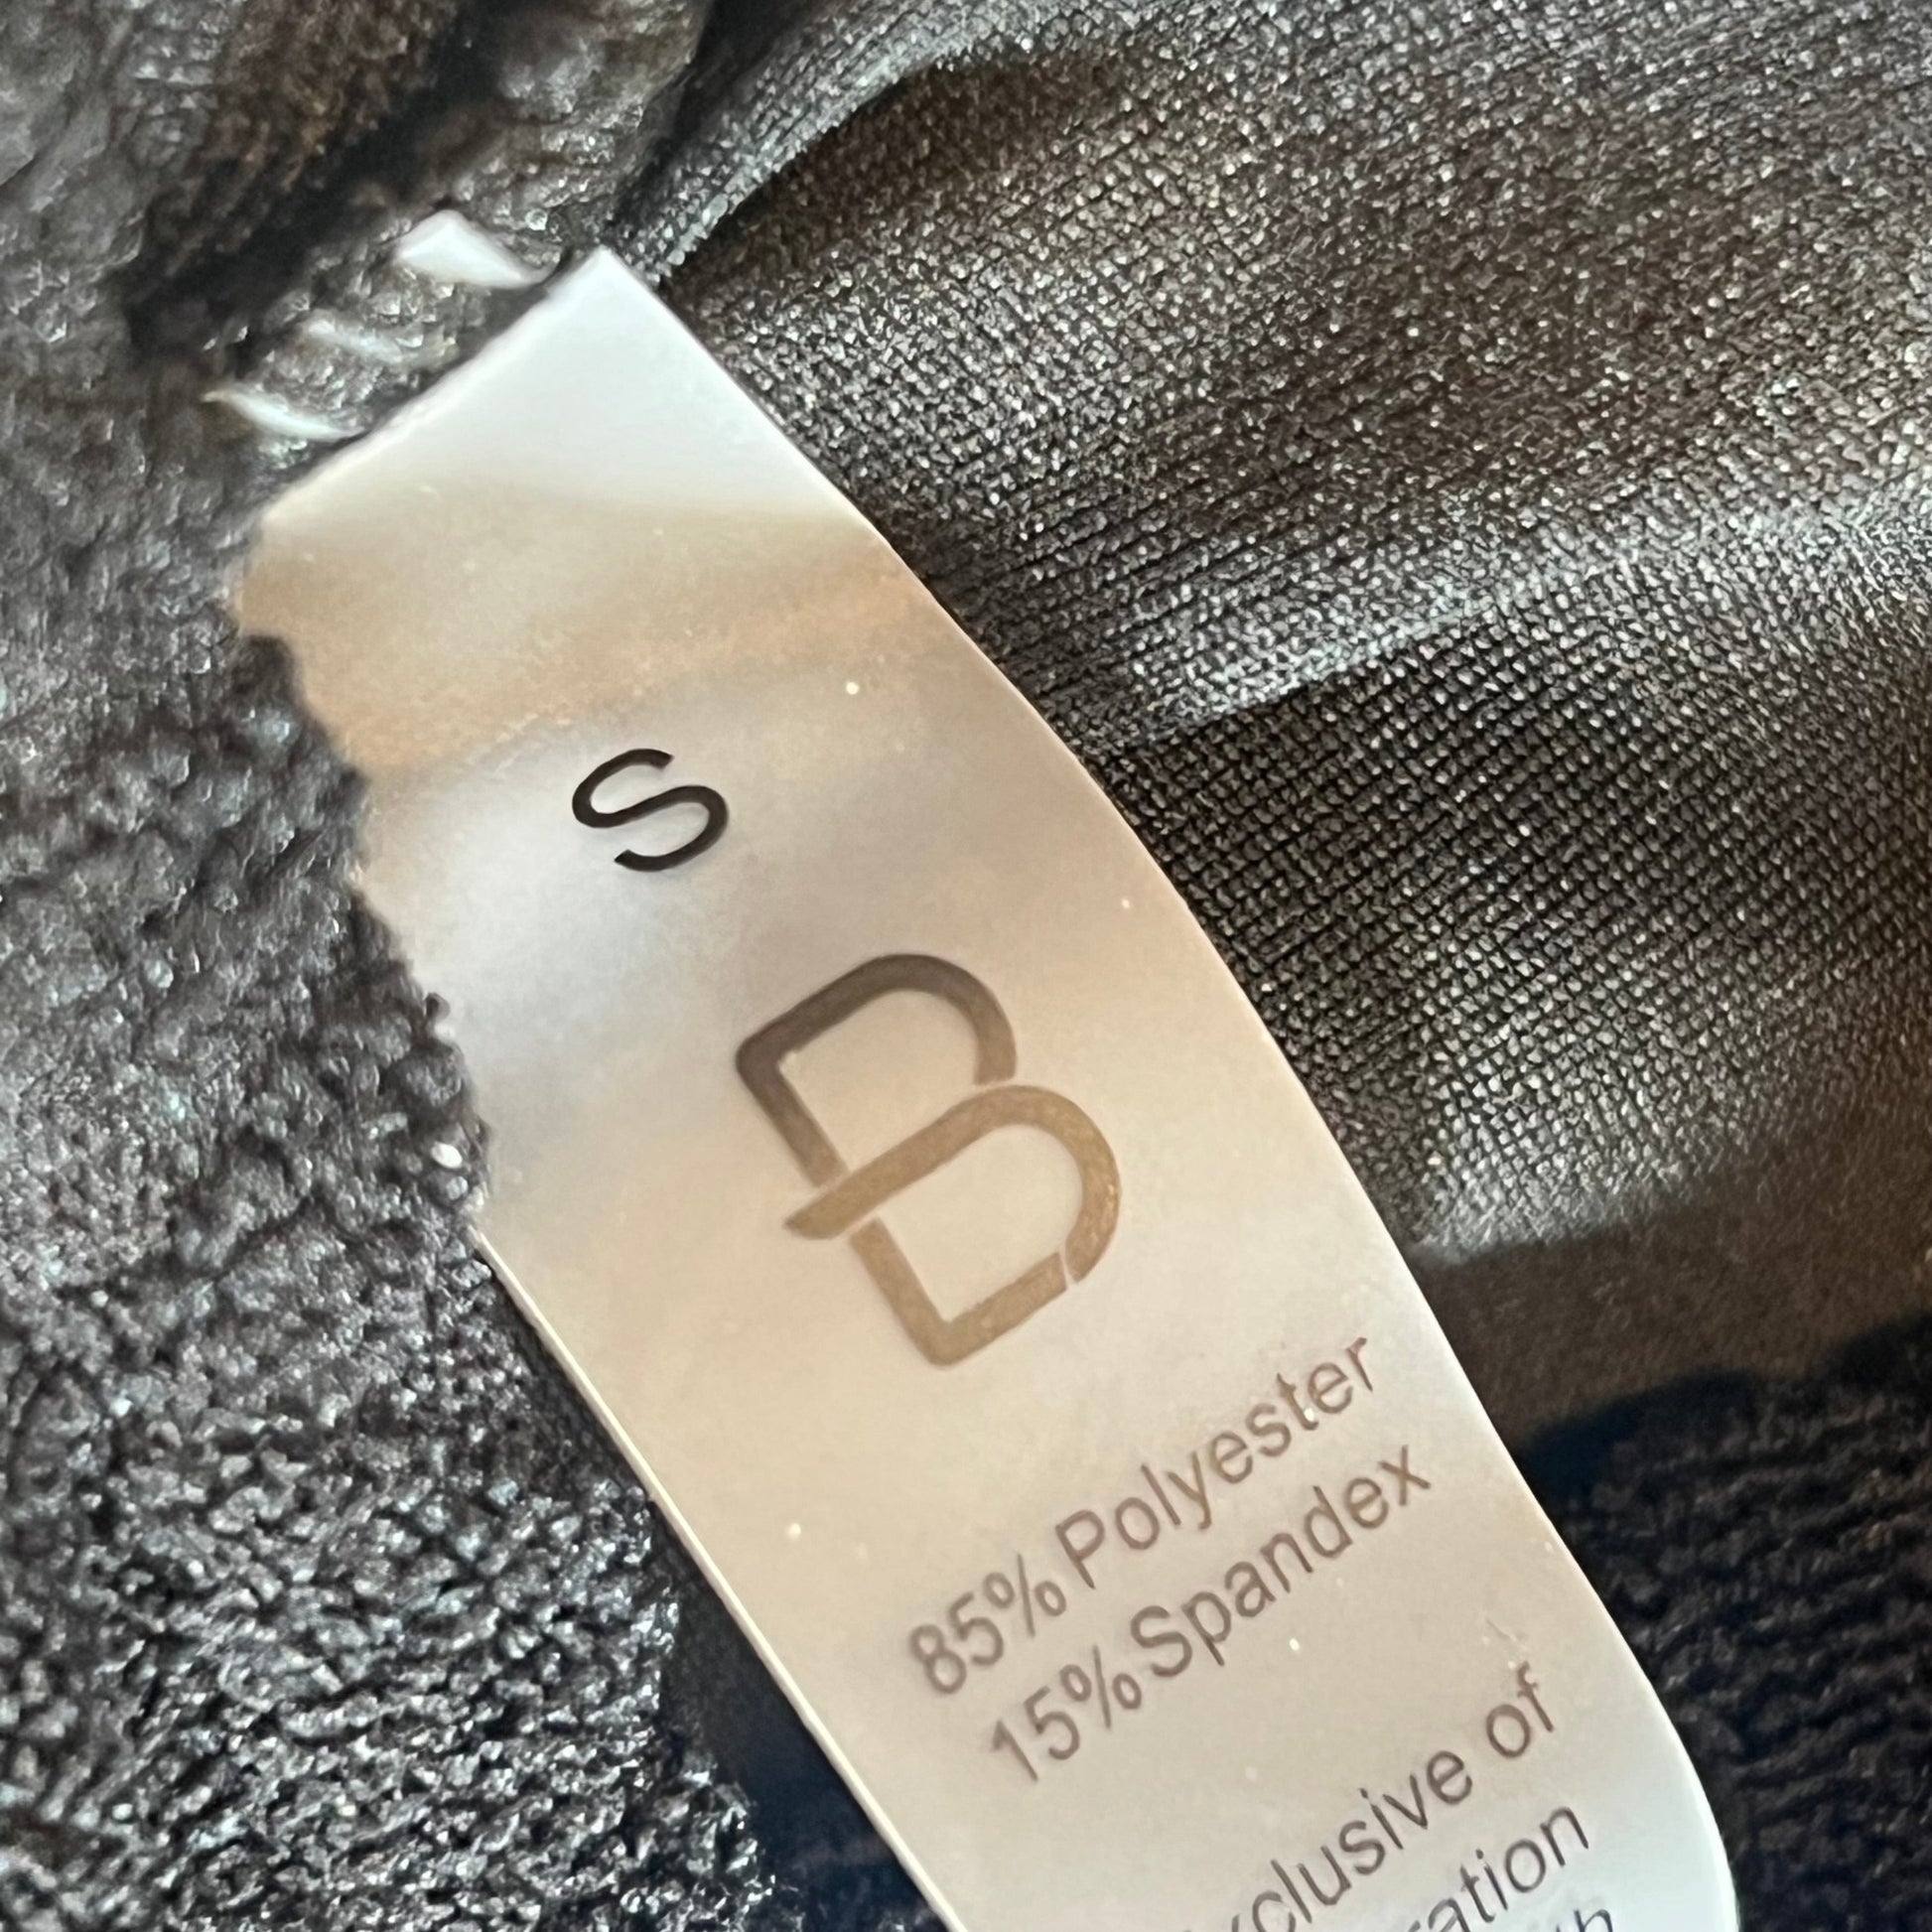 S
B
85% Polyester
15% Spandex
xclusive of
ration